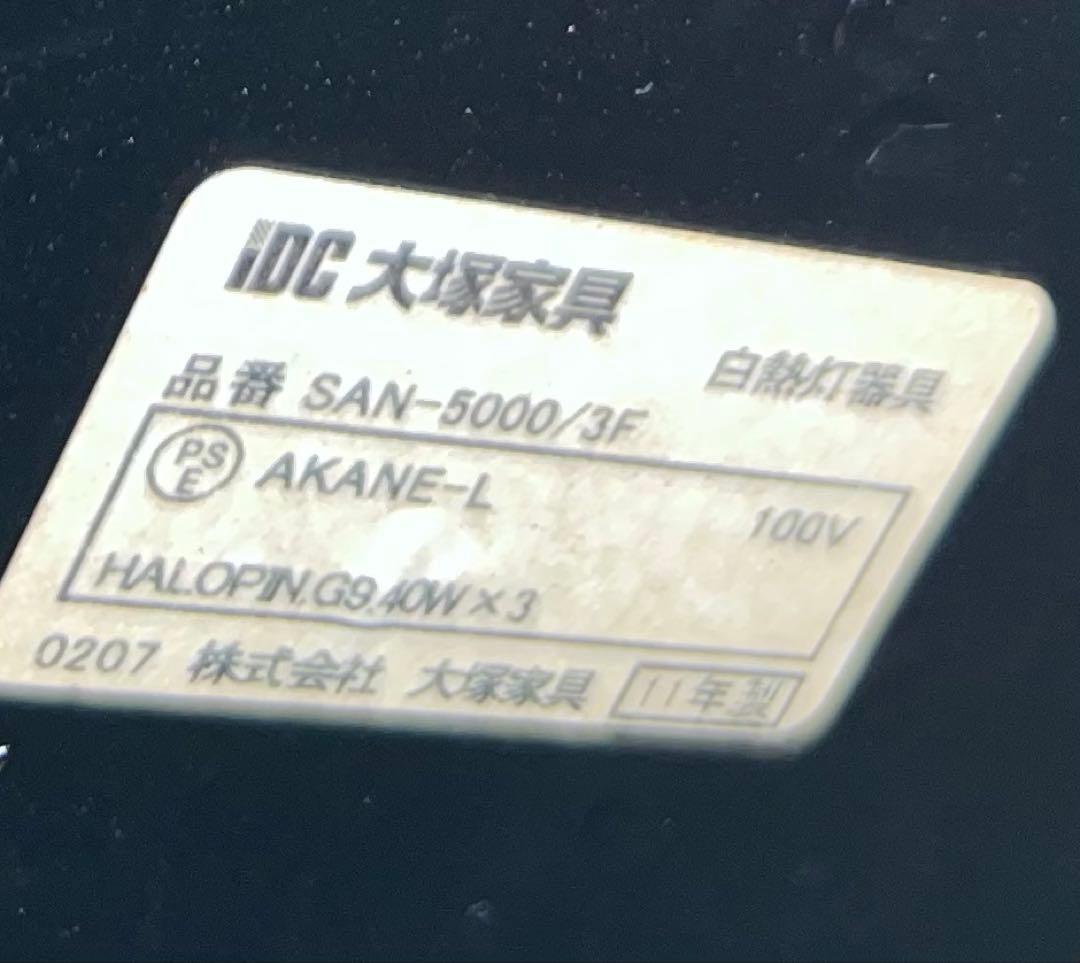 iDC 大塚家具
白熱灯器具
品番 SAN-5000/3F
PSE AKANE-L
100V
HALOPIN.G9.40W×3
0207 株式会社 大塚家具 11年製